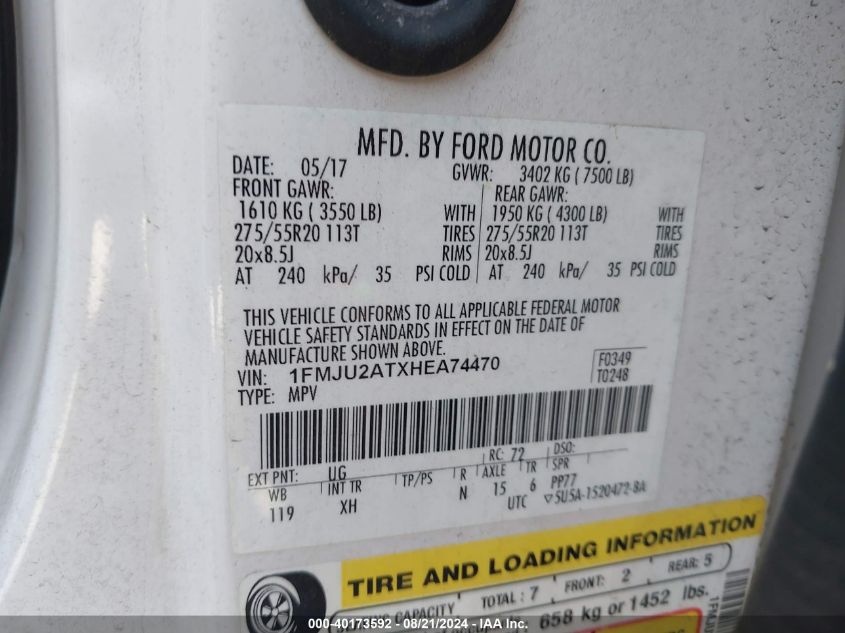 MFD. BY FORD MOTOR CO.
DATE: 05/17 GVWR: 3402 KG ( 7500 LB)
FRONT GAWR: REAR GAWR:
1610 KG ( 3550 LB) WITH 1950 KG ( 4300 LB) WITH
275/55R20 113T TIRES 275/55R20 113T TIRES
20x8.5J RIMS 20x8.5J RIMS
AT 240 kPa/ 35 PSI COLD AT 240 kPa/ 35 PSI COLD
THIS VEHICLE CONFORMS TO ALL APPLICABLE FEDERAL MOTOR
VEHICLE SAFETY STANDARDS IN EFFECT ON THE DATE OF
MANUFACTURE SHOWN ABOVE.
VIN: 1FMJU2ATXHEA74470 F0349
TYPE: MPV T0248
EXT PNT: UG RC: 72 DSO:
WB INT TR TP/PS R AXLE TR SPR
119 XH N 15 6 PP77
UTC ▽5U5A-1520472-BA
TIRE AND LOADING INFORMATION
CAPACITY TOTAL : 7 FRONT: 2 REAR: 5
658 kg or 1452 lbs.
000-40173592 - 08/21/2024 - IAA, Inc.